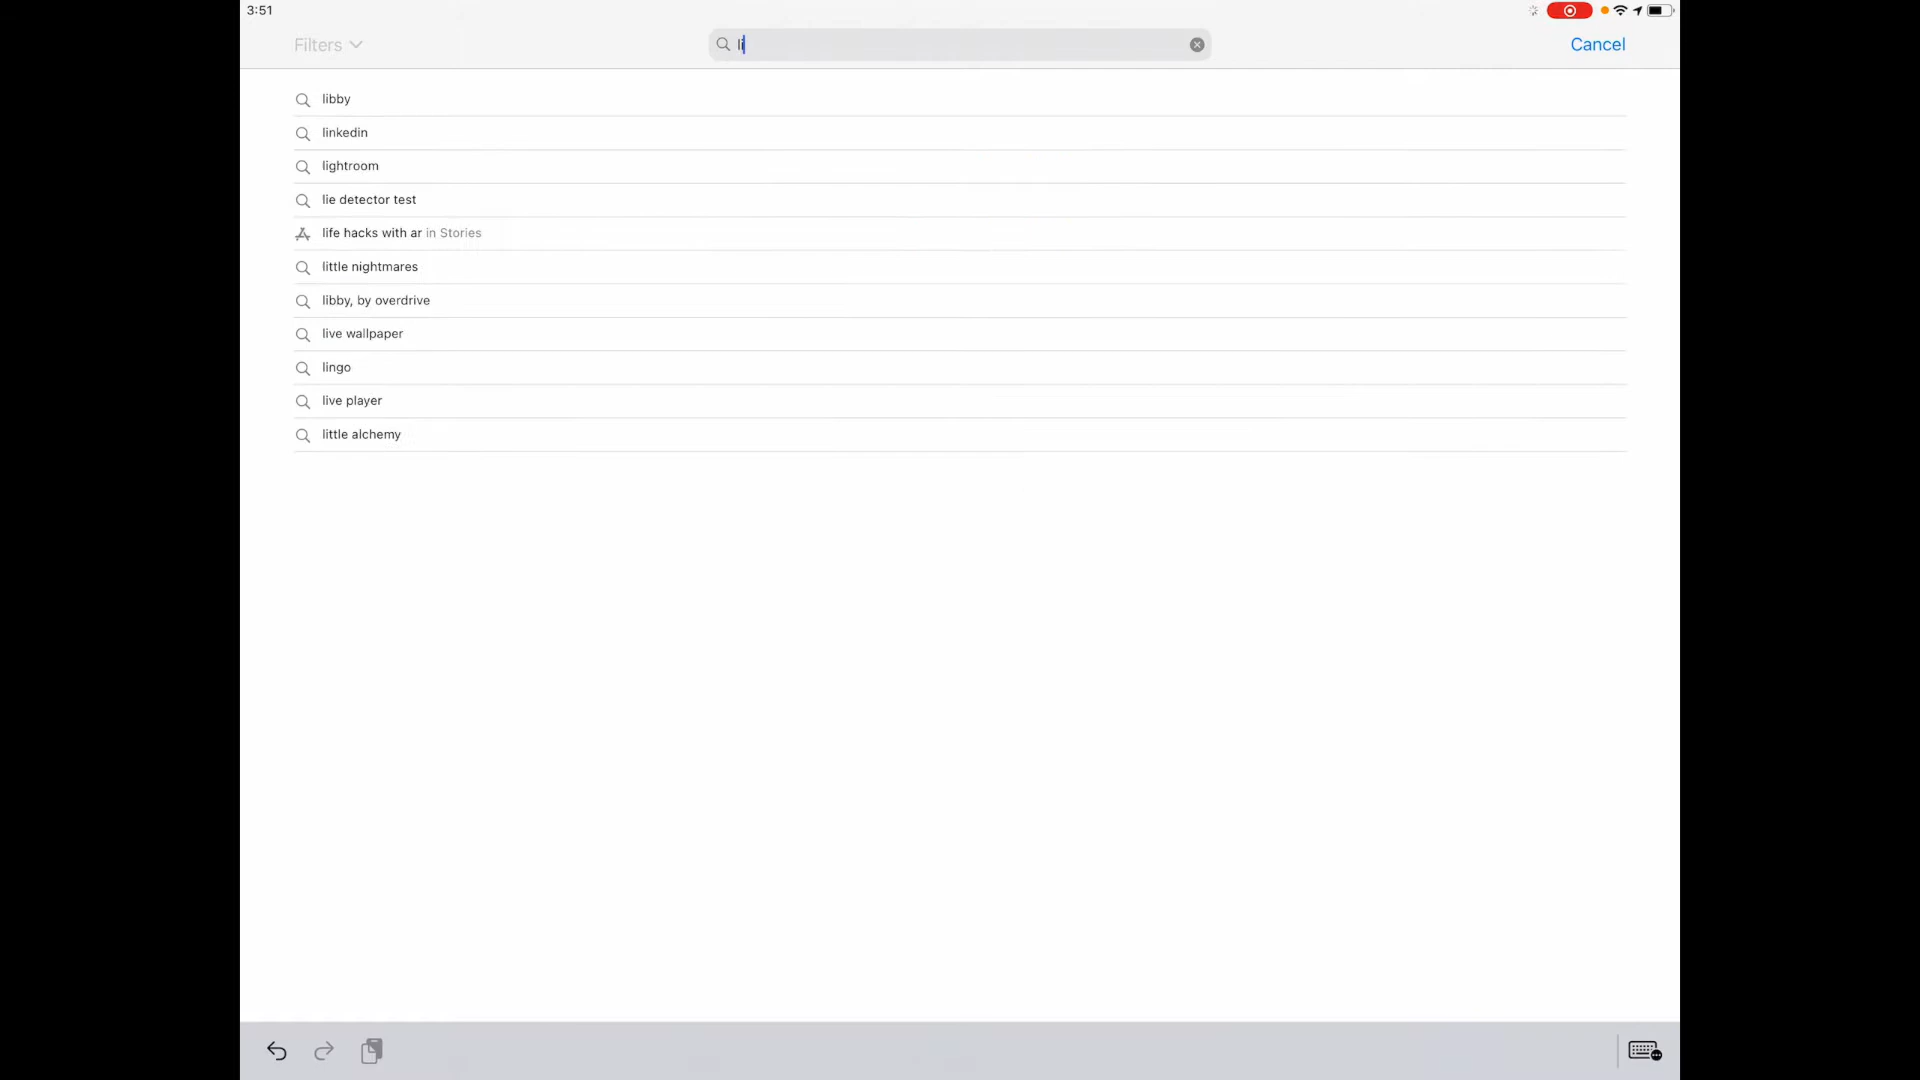 3:51
Filters
li
Cancel
libby
linkedin
lightroom
lie detector test
life hacks with ar in Stories
little nightmares
libby, by overdrive
live wallpaper
lingo
live player
little alchemy